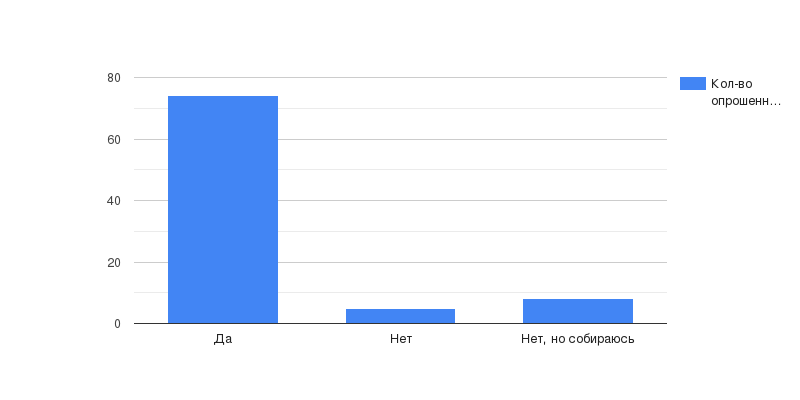 80
60
40
20
0
Да
Нет
Нет, но собираюсь
Кол-во
опрошенн…